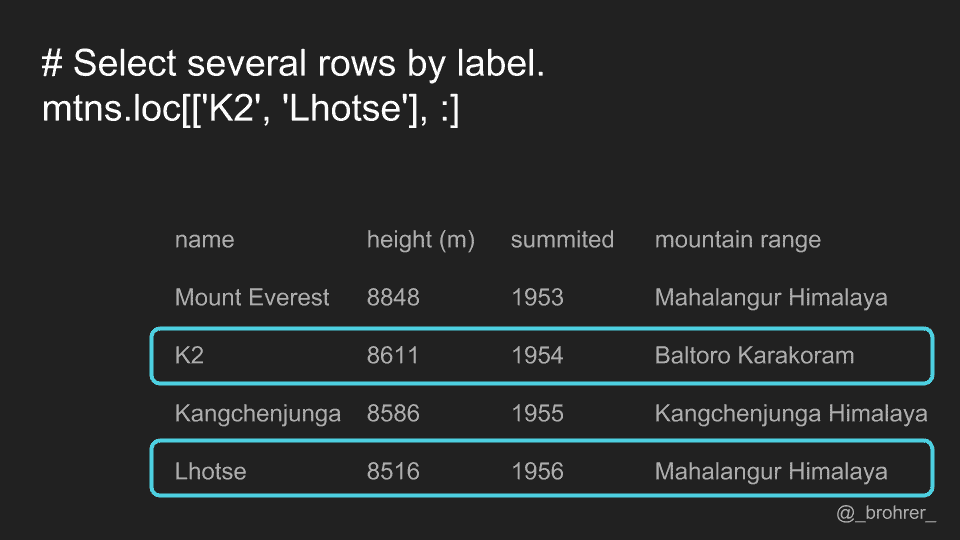 # Select several rows by label.
mtns.loc[['K2', 'Lhotse'], :]
name height (m) summited mountain range
Mount Everest 8848 1953 Mahalangur Himalaya
K2 8611 1954 Baltoro Karakoram
Kangchenjunga 8586 1955 Kangchenjunga Himalaya
Lhotse 8516 1956 Mahalangur Himalaya
@_brohrer_